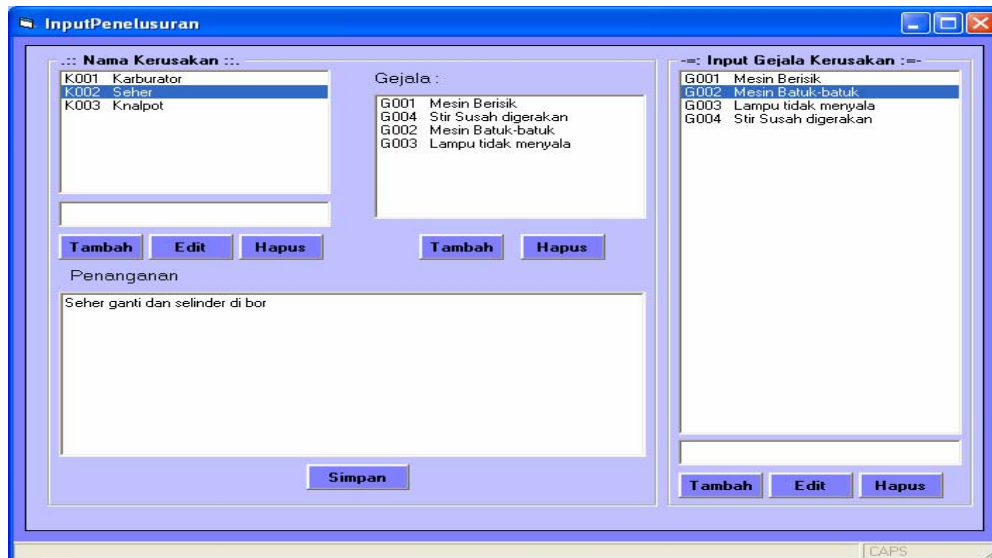 InputPenelusuran
.:: Nama Kerusakan ::.
K001 Karburator
K002 Seher
K003 Knalpot
Tambah Edit Hapus
Gejala :
G001 Mesin Berisik
G004 Stir Susah digerakan
G002 Mesin Batuk-batuk
G003 Lampu tidak menyala
Tambah Hapus
Penanganan
Seher ganti dan selinder di bor
Simpan
-=: Input Gejala Kerusakan :=-
G001 Mesin Berisik
G002 Mesin Batuk-batuk
G003 Lampu tidak menyala
G004 Stir Susah digerakan
Tambah Edit Hapus
CAPS